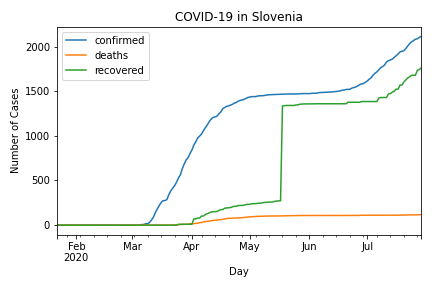 COVID-19 in Slovenia
confirmed
deaths
recovered
Number of Cases
2000
1500
1000
500
0
Feb Mar Apr May Jun Jul
2020
Day